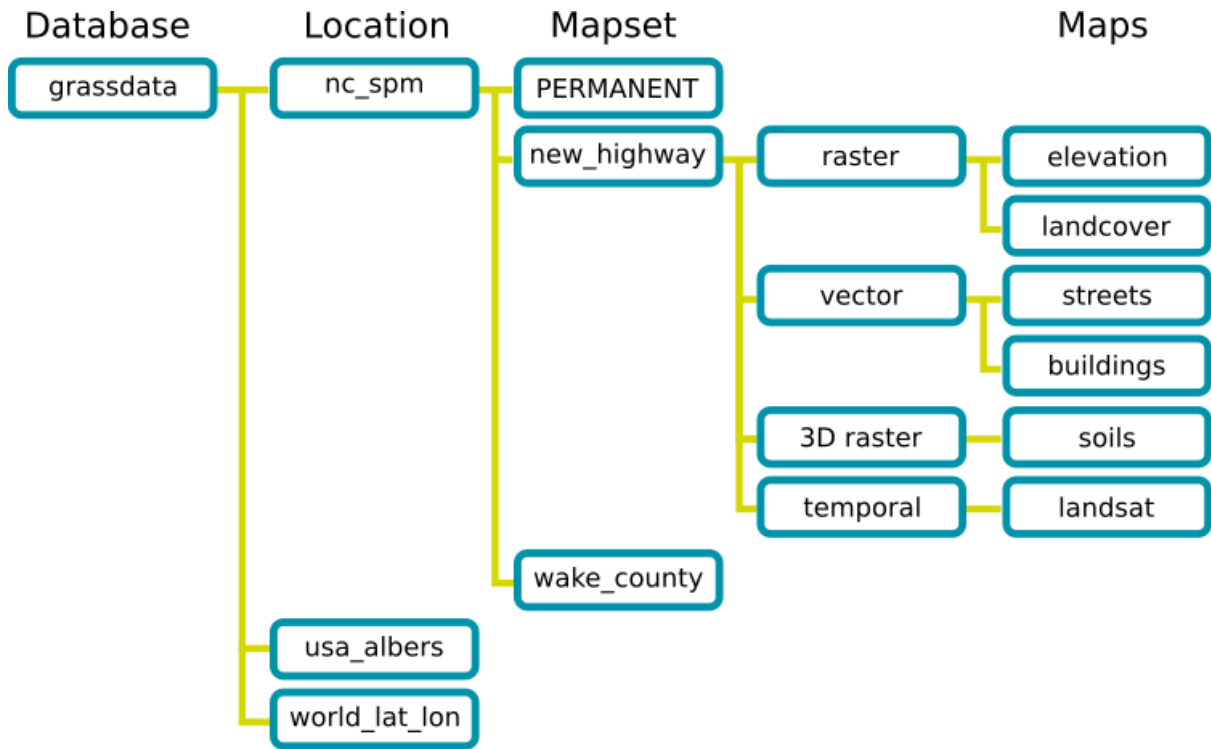 Database Location Mapset Maps
grassdata nc_spm PERMANENT
new_highway raster elevation
landcover
vector streets
buildings
3D raster soils
temporal landsat
wake_county
usa_albers
world_lat_lon